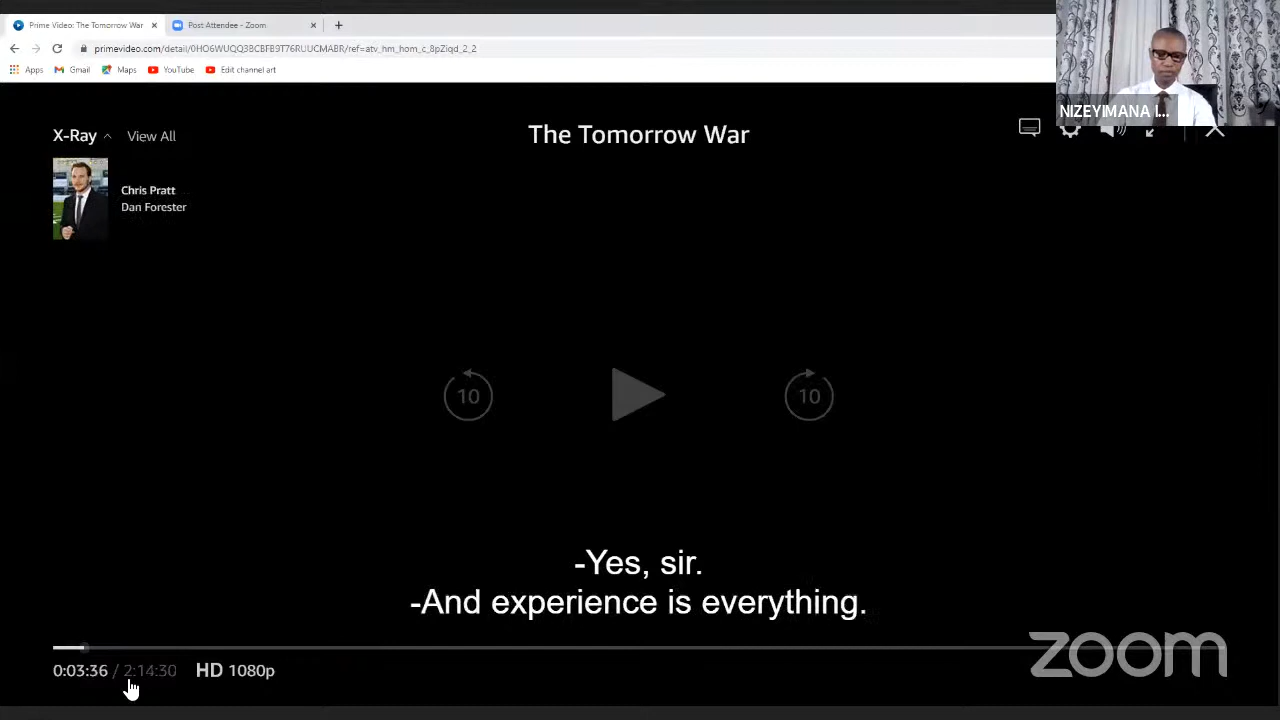 Prime Video: The Tomorrow War
Post Attendee - Zoom
primevideo.com/detail/0HO6WUQQ3BCBFB9T76RUUCMABR/ref=atv_hm_hom_c_8pZiqd_2_2
Apps Gmail Maps YouTube Edit channel art
NIZEYIMANA I...
X-Ray View All
The Tomorrow War
Chris Pratt
Dan Forester
10 10
-Yes, sir.
-And experience is everything.
0:03:36 / 2:14:30 HD 1080p
zoom